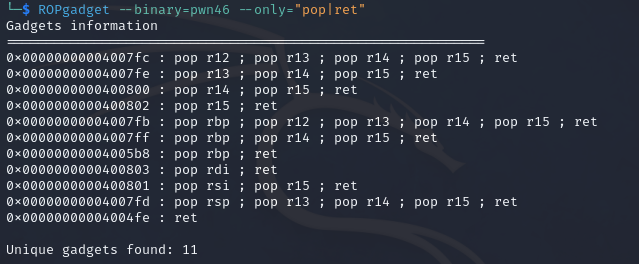 └─$ ROPgadget --binary=pwn46 --only="pop|ret"
Gadgets information
============================================================
0x00000000004007fc : pop r12 ; pop r13 ; pop r14 ; pop r15 ; ret
0x00000000004007fe : pop r13 ; pop r14 ; pop r15 ; ret
0x0000000000400800 : pop r14 ; pop r15 ; ret
0x0000000000400802 : pop r15 ; ret
0x00000000004007fb : pop rbp ; pop r12 ; pop r13 ; pop r14 ; pop r15 ; ret
0x00000000004007ff : pop rbp ; pop r14 ; pop r15 ; ret
0x00000000004005b8 : pop rbp ; ret
0x0000000000400803 : pop rdi ; ret
0x0000000000400801 : pop rsi ; pop r15 ; ret
0x00000000004007fd : pop rsp ; pop r13 ; pop r14 ; pop r15 ; ret
0x00000000004004fe : ret
Unique gadgets found: 11